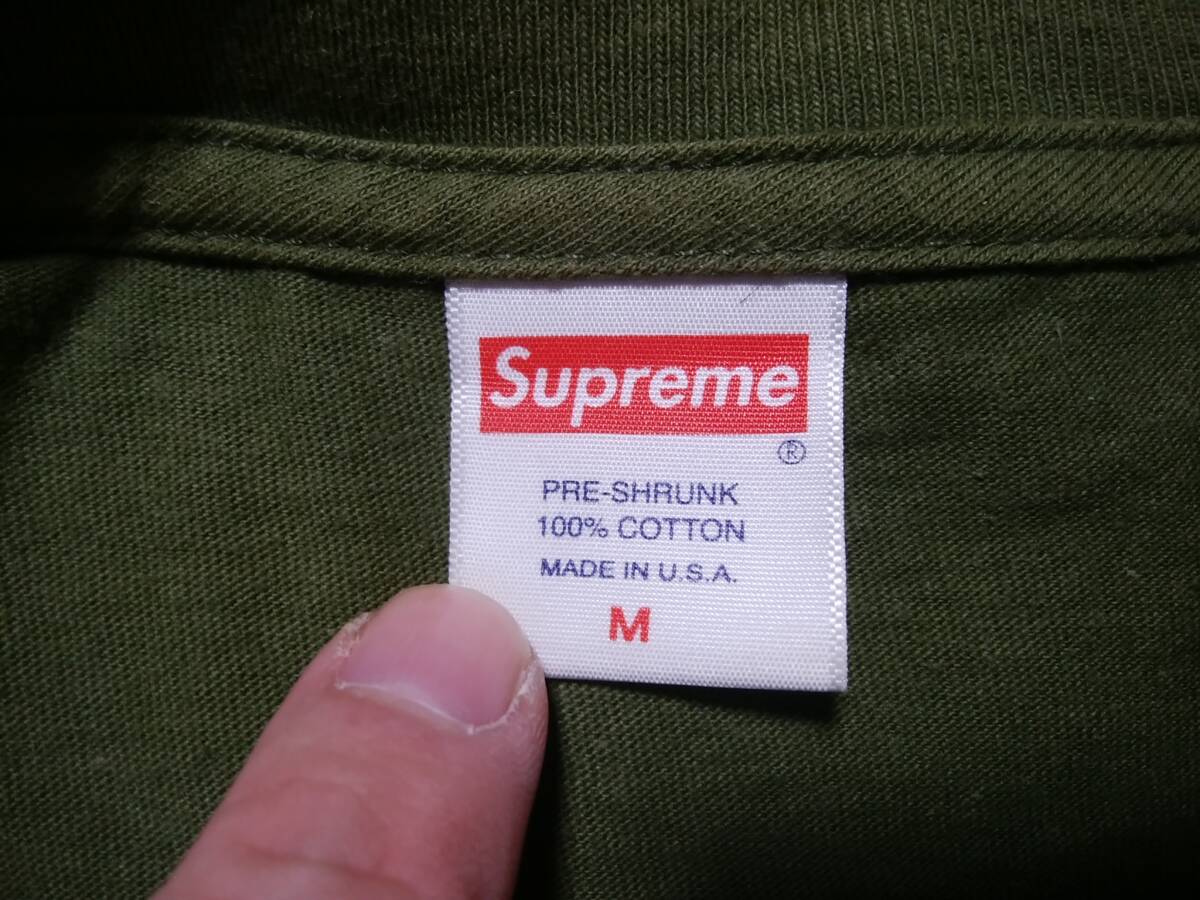 Supreme
®
PRE-SHRUNK
100% COTTON
MADE IN U.S.A.
M